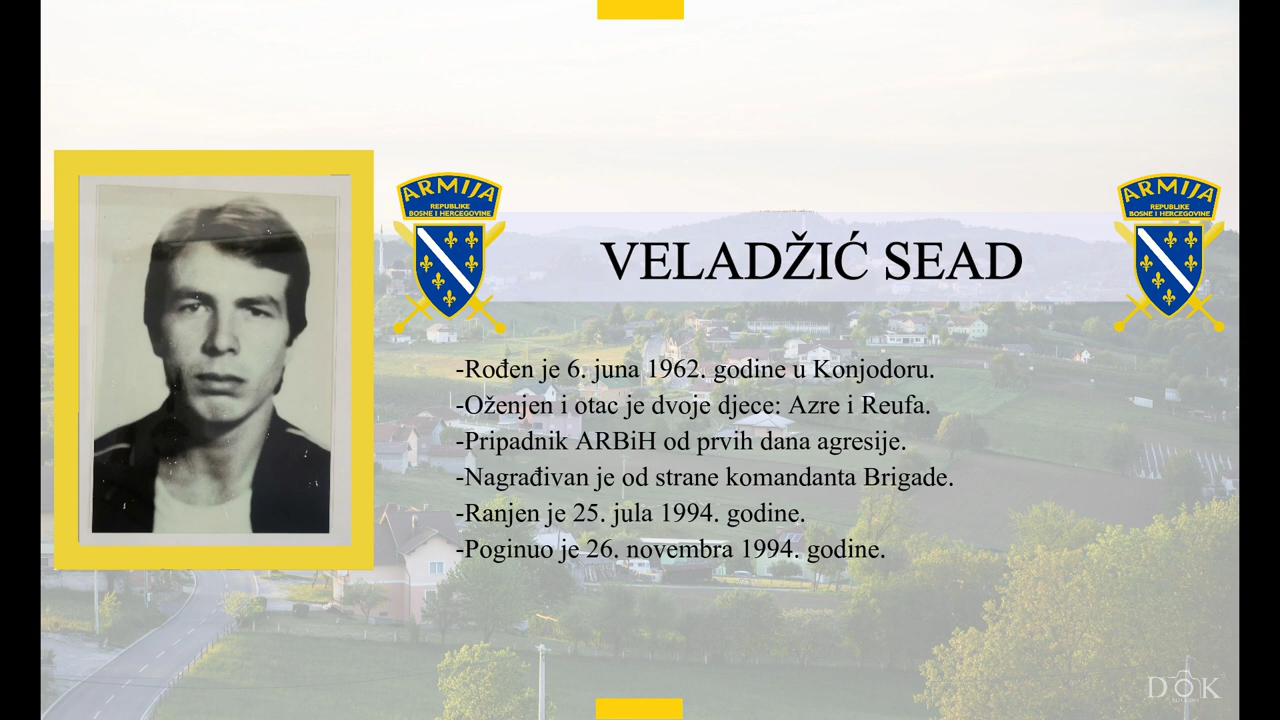 ARMIJA
REPUBLIKE
BOSNE I HERCEGOVINE
ARMIJA
REPUBLIKE
BOSNE I HERCEGOVINE
VELADŽIĆ SEAD
-Rođen je 6. juna 1962. godine u Konjodoru.
-Oženjen i otac je dvoje djece: Azre i Reufa.
-Pripadnik ARBiH od prvih dana agresije.
-Nagrađivan je od strane komandanta Brigade.
-Ranjen je 25. jula 1994. godine.
-Poginuo je 26. novembra 1994. godine.
DOK